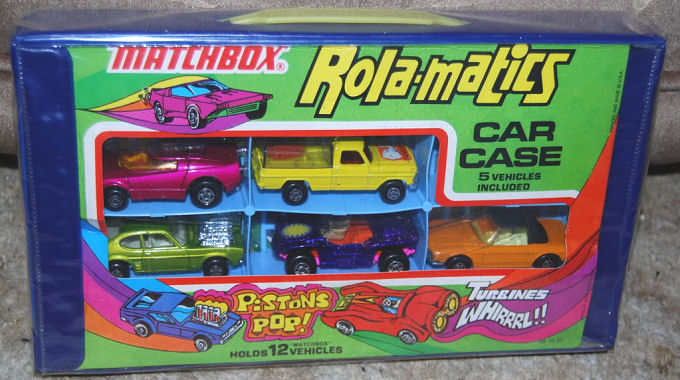 MATCHBOX®
Rola-matics
CAR
CASE
5 VEHICLES
INCLUDED
PISTONS
POP!
TURBINES
WHIRRRL!!
HOLDS 12 "MATCHBOX" VEHICLES